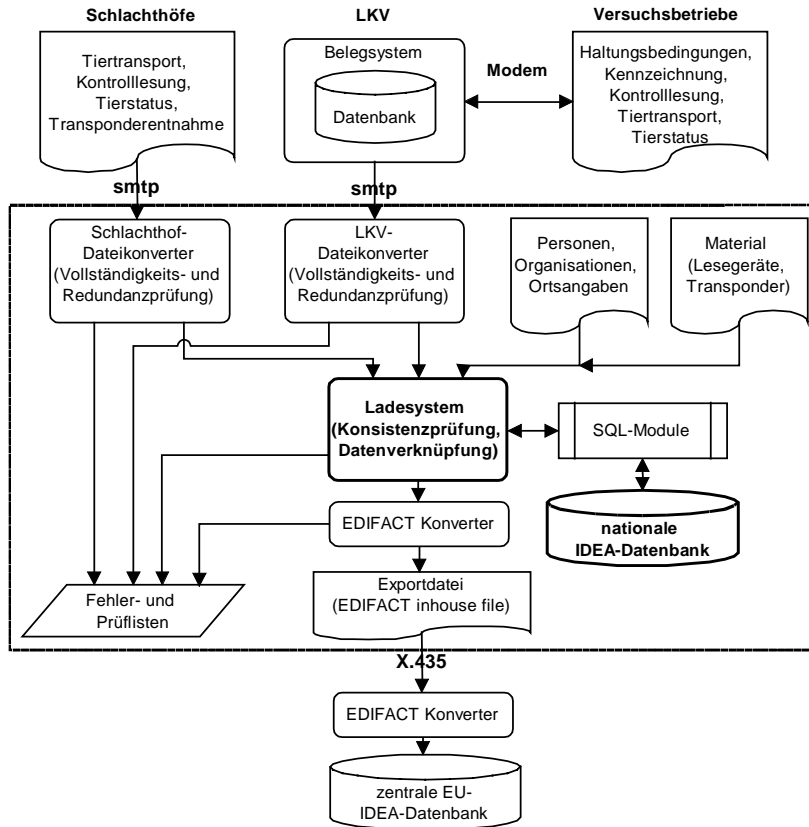 Schlachthöfe
LKV
Versuchsbetriebe
Tiertransport,
Kontrolllesung,
Tierstatus,
Transponderentnahme
Belegsystem
Datenbank
Modem
Haltungsbedingungen,
Kennzeichnung,
Kontrolllesung,
Tiertransport,
Tierstatus
smtp
smtp
Schlachthof-
Dateikonverter
(Vollständigkeits- und
Redundanzprüfung)
LKV-
Dateikonverter
(Vollständigkeits- und
Redundanzprüfung)
Personen,
Organisationen,
Ortsangaben
Material
(Lesegeräte,
Transponder)
Ladesystem
(Konsistenzprüfung,
Datenverknüpfung)
SQL-Module
nationale
IDEA-Datenbank
EDIFACT Konverter
Fehler- und
Prüflisten
Exportdatei
(EDIFACT inhouse file)
X.435
EDIFACT Konverter
zentrale EU-
IDEA-Datenbank